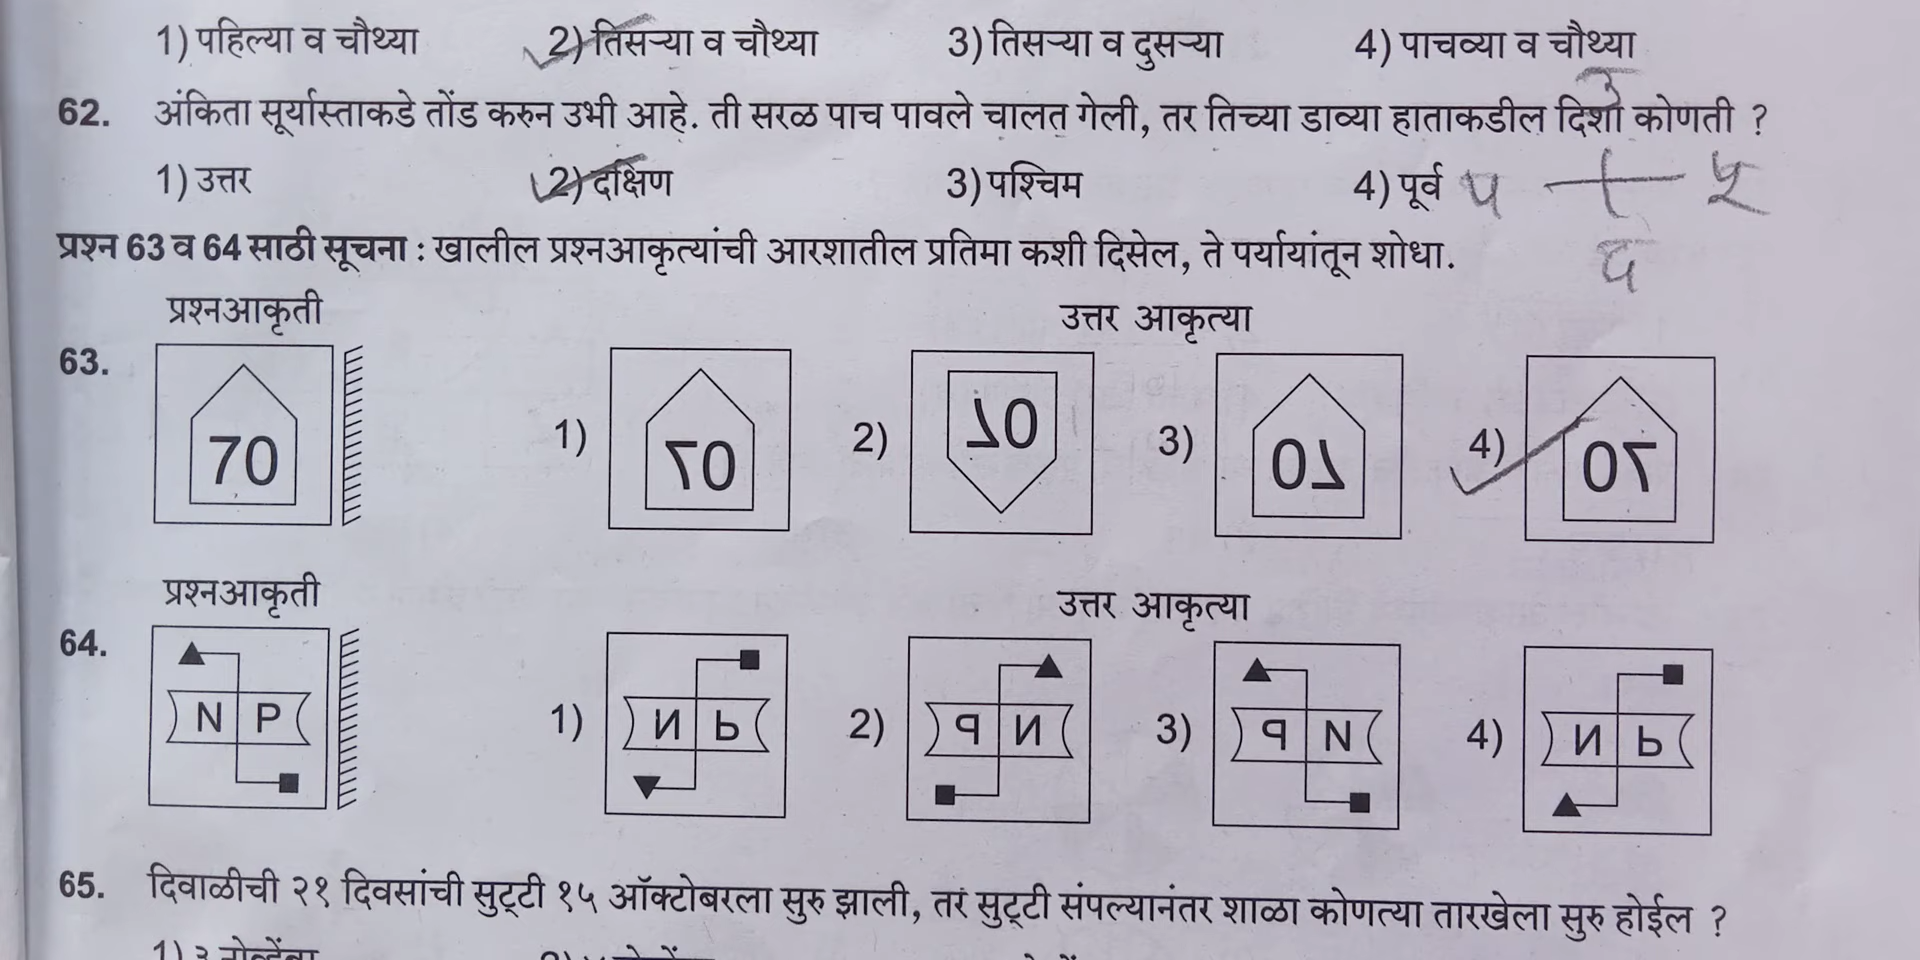 1) पहिल्या व चौथ्या 2) तिसऱ्या व चौथ्या 3) तिसऱ्या व दुसऱ्या 4) पाचव्या व चौथ्या
62. अंकिता सूर्यास्ताकडे तोंड करुन उभी आहे. ती सरळ पाच पावले चालत गेली, तर तिच्या डाव्या हाताकडील दिशा कोणती ?
1) उत्तर 2) दक्षिण 3) पश्चिम 4) पूर्व प
द
प्रश्न 63 व 64 साठी सूचना : खालील प्रश्नआकृत्यांची आरशातील प्रतिमा कशी दिसेल, ते पर्यायांतून शोधा.
प्रश्नआकृती उत्तर आकृत्या
63. 70 1) 2) 3) 4)
प्रश्नआकृती उत्तर आकृत्या
64. N P 1) 2) 3) N 4)
65. दिवाळीची २१ दिवसांची सुट्टी १५ ऑक्टोबरला सुरु झाली, तर सुट्टी संपल्यानंतर शाळा कोणत्या तारखेला सुरु होईल ?